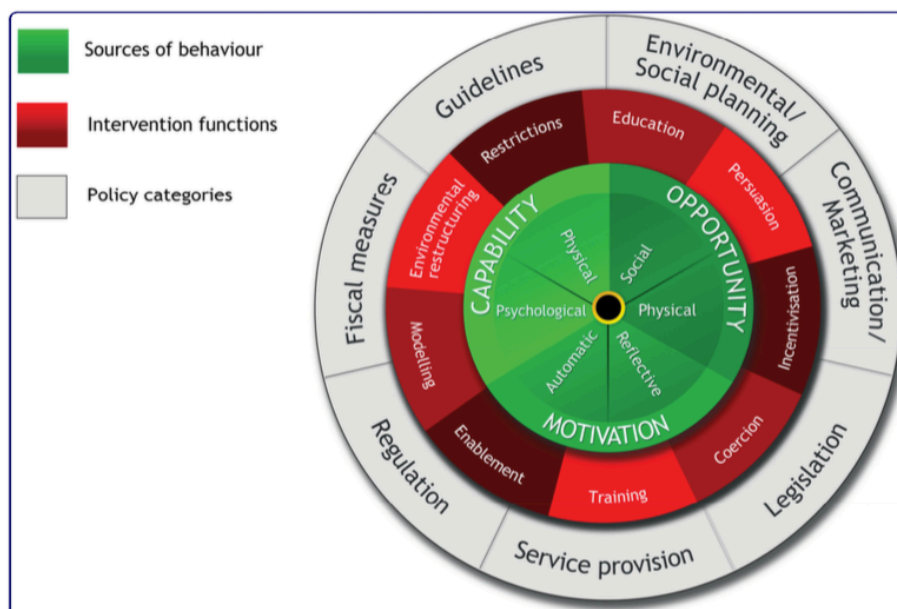 Sources of behaviour
Intervention functions
Policy categories
Guidelines
Environmental/
Social planning
Communication/
Marketing
Legislation
Service provision
Regulation
Fiscal measures
Restrictions
Education
Persuasion
Incentivisation
Coercion
Training
Enablement
Modelling
Environmental
restructuring
CAPABILITY
OPPORTUNITY
MOTIVATION
Physical
Social
Psychological
Physical
Automatic
Reflective